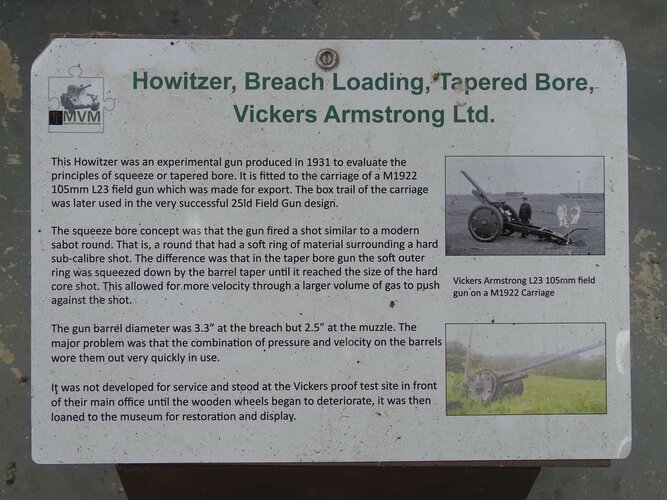 MVM
Howitzer, Breach Loading, Tapered Bore,
Vickers Armstrong Ltd.
This Howitzer was an experimental gun produced in 1931 to evaluate the
principles of squeeze or tapered bore. It is fitted to the carriage of a M1922
105mm L23 field gun which was made for export. The box trail of the carriage
was later used in the very successful 25ld Field Gun design.
The squeeze bore concept was that the gun fired a shot similar to a modern
sabot round. That is, a round that had a soft ring of material surrounding a hard
sub-calibre shot. The difference was that in the taper bore gun the soft outer
ring was squeezed down by the barrel taper until it reached the size of the hard
core shot. This allowed for more velocity through a larger volume of gas to push
against the shot.
The gun barrel diameter was 3.3” at the breach but 2.5” at the muzzle. The
major problem was that the combination of pressure and velocity on the barrels
wore them out very quickly in use.
It was not developed for service and stood at the Vickers proof test site in front
of their main office until the wooden wheels began to deteriorate, it was then
loaned to the museum for restoration and display.
Vickers Armstrong L23 105mm field
gun on a M1922 Carriage